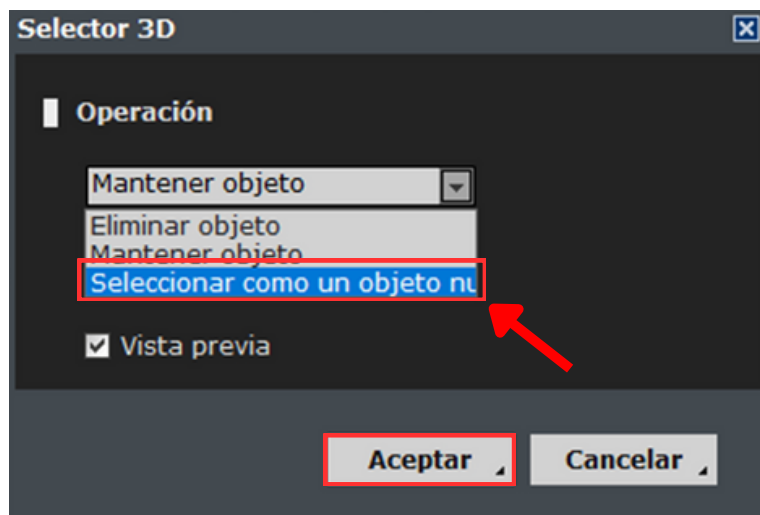 Selector 3D
Operación
Mantener objeto
Eliminar objeto
Mantener objeto
Seleccionar como un objeto nu
Vista previa
Aceptar
Cancelar